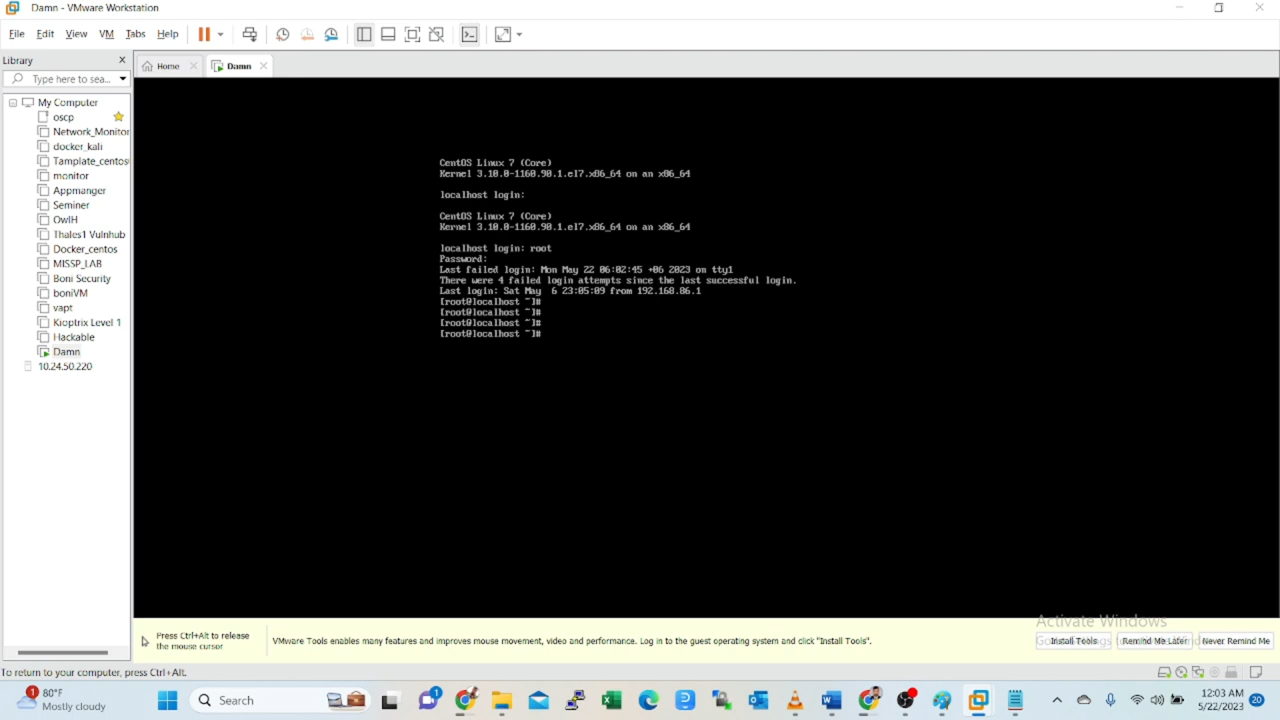 Damn - VMware Workstation
File Edit View VM Tabs Help
Library
Home
Damn
Type here to sea...
My Computer
oscp
Network_Monitor
docker_kali
Tamplate_centos
monitor
Appmanger
Seminer
OwlH
Thales1 Vulnhub
Docker_centos
MISSP_LAB
Boni Security
boniVM
vapt
Kioptrix Level 1
Hackable
Damn
10.24.50.220
CentOS Linux 7 (Core)
Kernel 3.10.0-1160.90.1.el7.x86_64 on an x86_64
localhost login:
CentOS Linux 7 (Core)
Kernel 3.10.0-1160.90.1.el7.x86_64 on an x86_64
localhost login: root
Password:
Last failed login: Mon May 22 06:02:45 +06 2023 on tty1
There were 4 failed login attempts since the last successful login.
Last login: Sat May  6 23:05:09 from 192.168.86.1
[root@localhost ~]#
[root@localhost ~]#
[root@localhost ~]#
[root@localhost ~]#
Activate Windows
Press Ctrl+Alt to release
the mouse cursor
VMware Tools enables many features and improves mouse movement, video and performance. Log in to the guest operating system and click "Install Tools".
Install Tools
Remind Me Later
Never Remind Me
To return to your computer, press Ctrl+Alt.
1
80°F
Mostly cloudy
Search
1
12:03 AM
5/22/2023
20